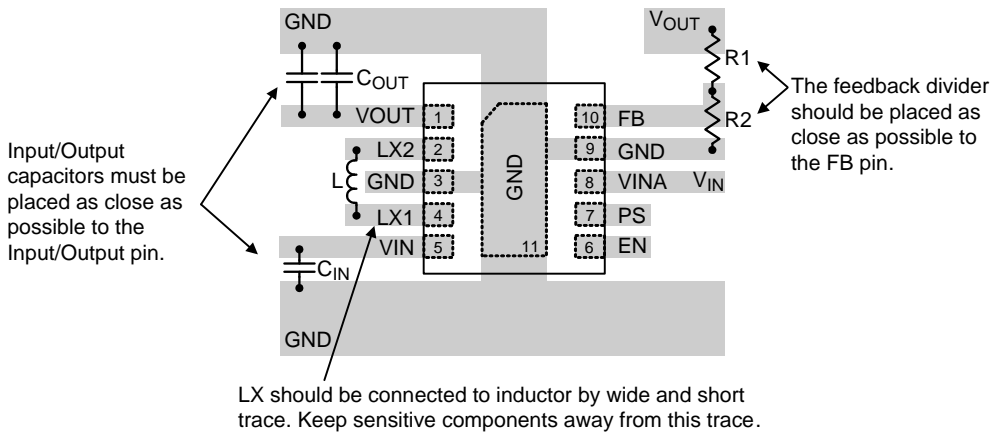 GND
VOUT
R1
COUT
The feedback divider
should be placed as
close as possible to
the FB pin.
VOUT 1
10 FB
R2
Input/Output
capacitors must be
placed as close as
possible to the
Input/Output pin.
LX2 2
9 GND
L GND 3
GND
8 VINA VIN
LX1 4
7 PS
VIN 5
11
6 EN
CIN
GND
LX should be connected to inductor by wide and short
trace. Keep sensitive components away from this trace.